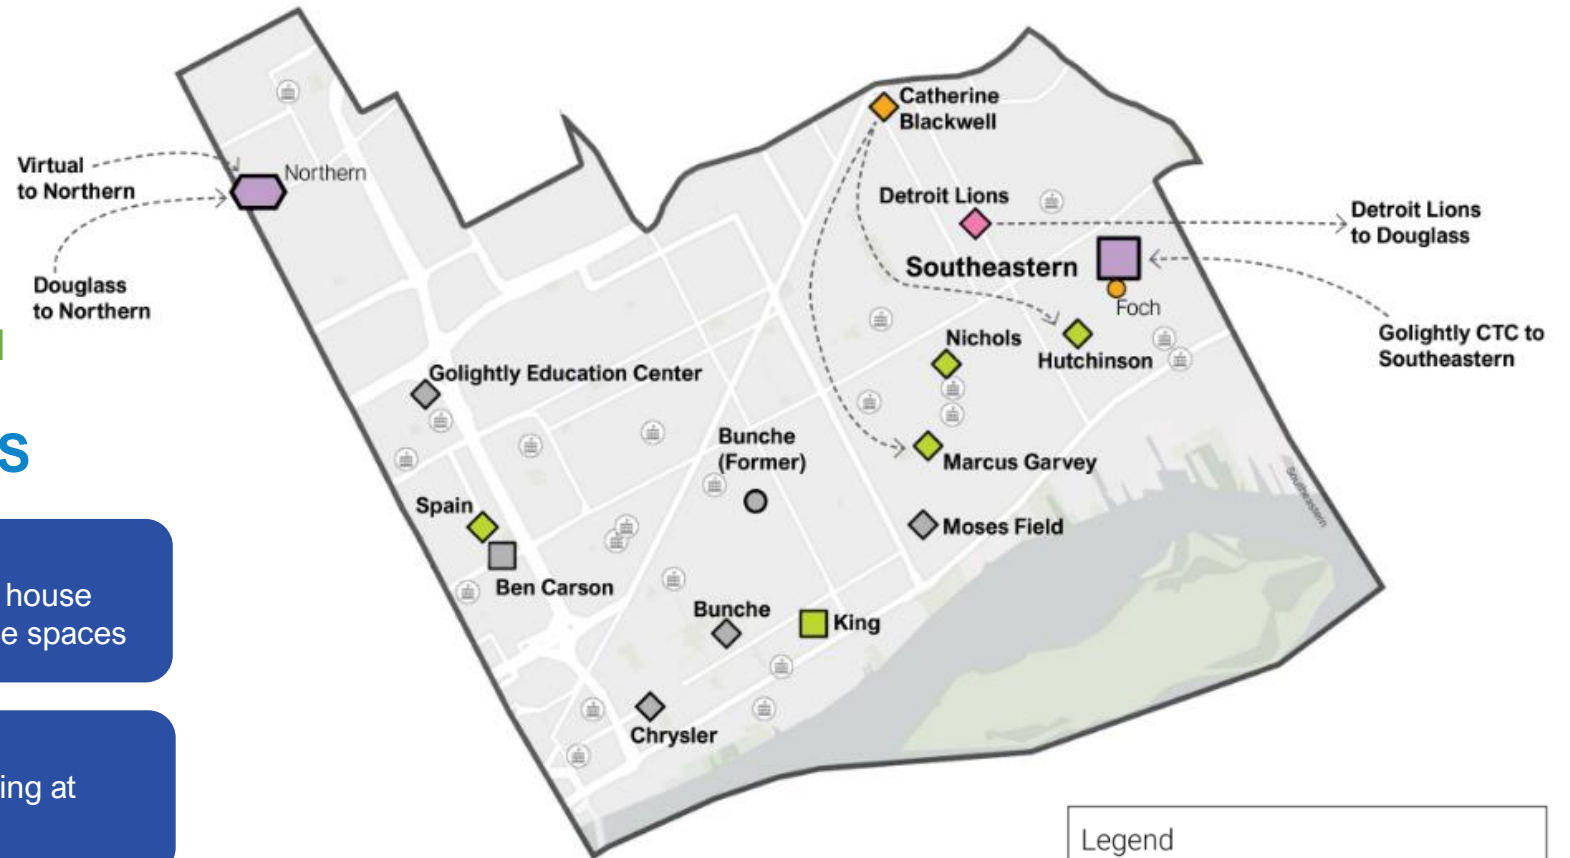 Catherine
Blackwell
Virtual
to Northern
Northern
Detroit Lions
Detroit Lions
to Douglass
Southeastern
Douglass
to Northern
Foch
Golightly CTC to
Southeastern
Nichols
Hutchinson
Golightly Education Center
S
Bunche
(Former)
Marcus Garvey
Southeastern
Spain
Moses Field
Ben Carson
house
e spaces
Bunche
King
Chrysler
ing at
Legend